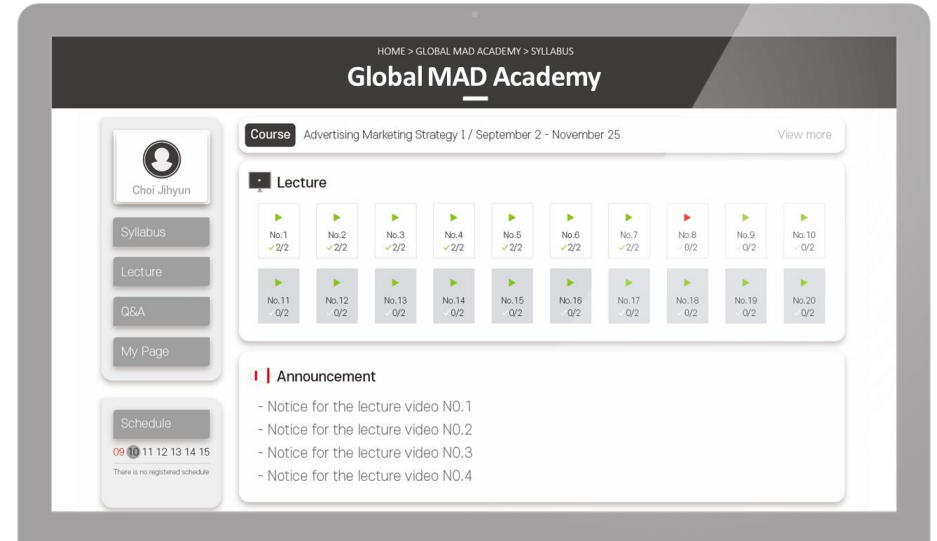 HOME > GLOBAL MAD ACADEMY > SYLLABUS
Global MAD Academy
Choi Jihyun
Syllabus
Lecture
Q&A
My Page
Schedule
09 10 11 12 13 14 15
There is no registered schedule
Course Advertising Marketing Strategy I / September 2 - November 25 View more
Lecture
No.1 No.2 No.3 No.4 No.5 No.6 No.7 No.8 No.9 No.10
2/2 2/2 2/2 2/2 2/2 2/2 2/2 0/2 0/2 0/2
No.11 No.12 No.13 No.14 No.15 No.16 No.17 No.18 No.19 No.20
0/2 0/2 0/2 0/2 0/2 0/2 0/2 0/2 0/2 0/2
Announcement
- Notice for the lecture video N0.1
- Notice for the lecture video N0.2
- Notice for the lecture video N0.3
- Notice for the lecture video N0.4